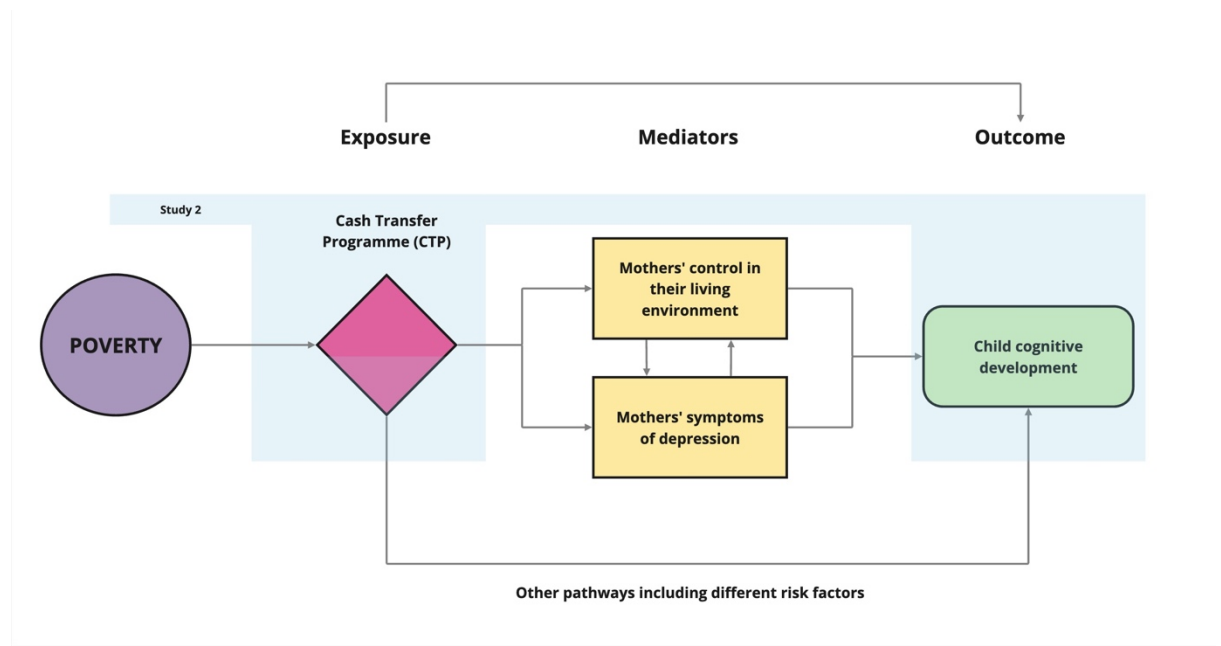 Exposure
Mediators
Outcome
Study 2
Cash Transfer
Programme (CTP)
POVERTY
Mothers' control in
their living
environment
Mothers' symptoms
of depression
Child cognitive
development
Other pathways including different risk factors